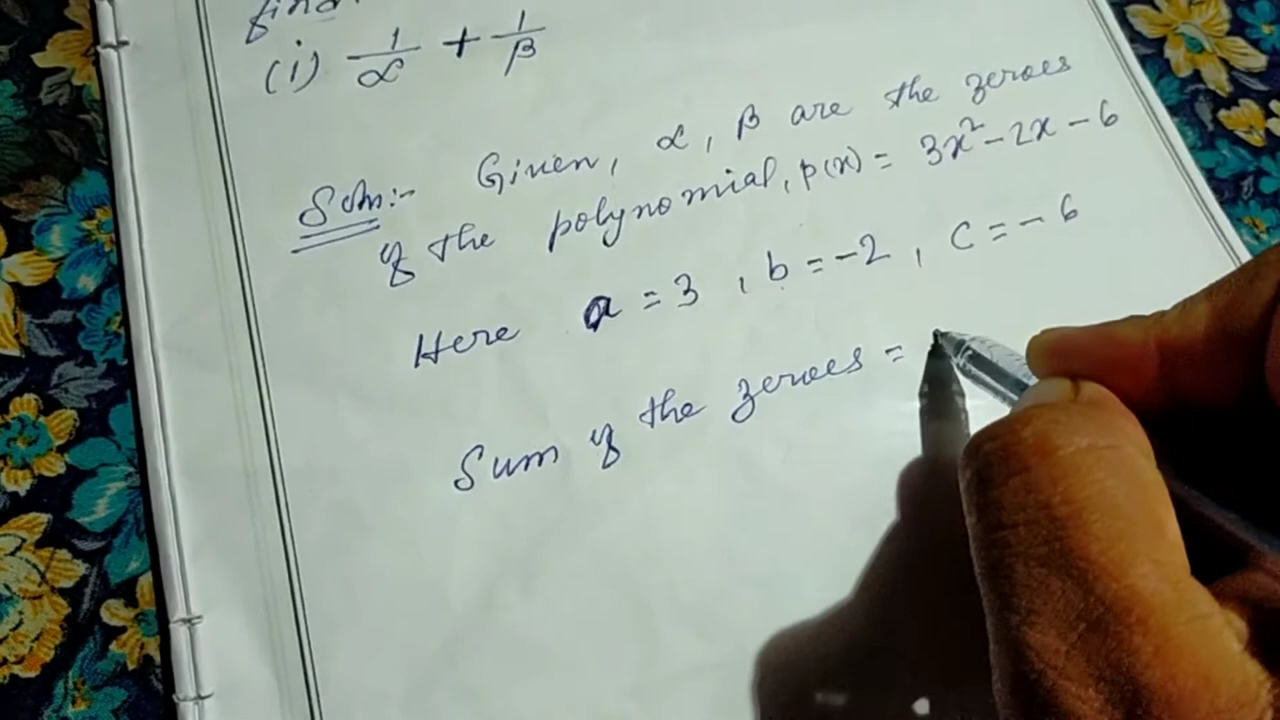 find
(i) 1/α + 1/β
Soln:- Given, α, β are the zeroes
of the polynomial, p(x) = 3x² - 2x - 6
Here a = 3, b = -2, c = -6
Sum of the zeroes =